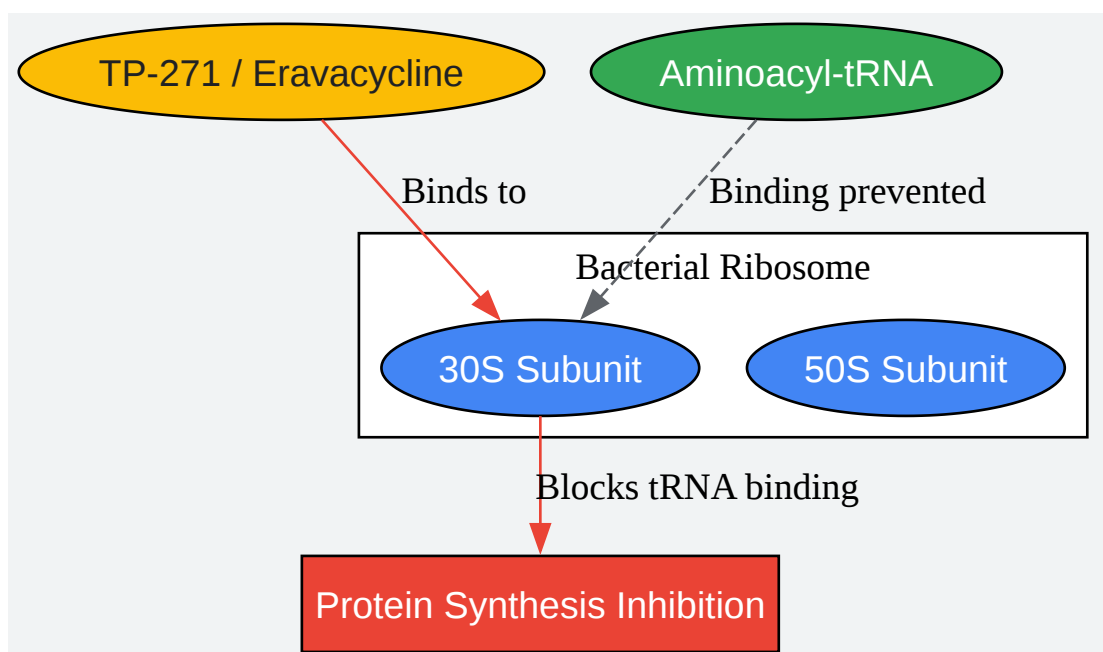 TP-271 / Eravacycline
Aminoacyl-tRNA
Binds to
Binding prevented
Bacterial Ribosome
30S Subunit
50S Subunit
Blocks tRNA binding
Protein Synthesis Inhibition